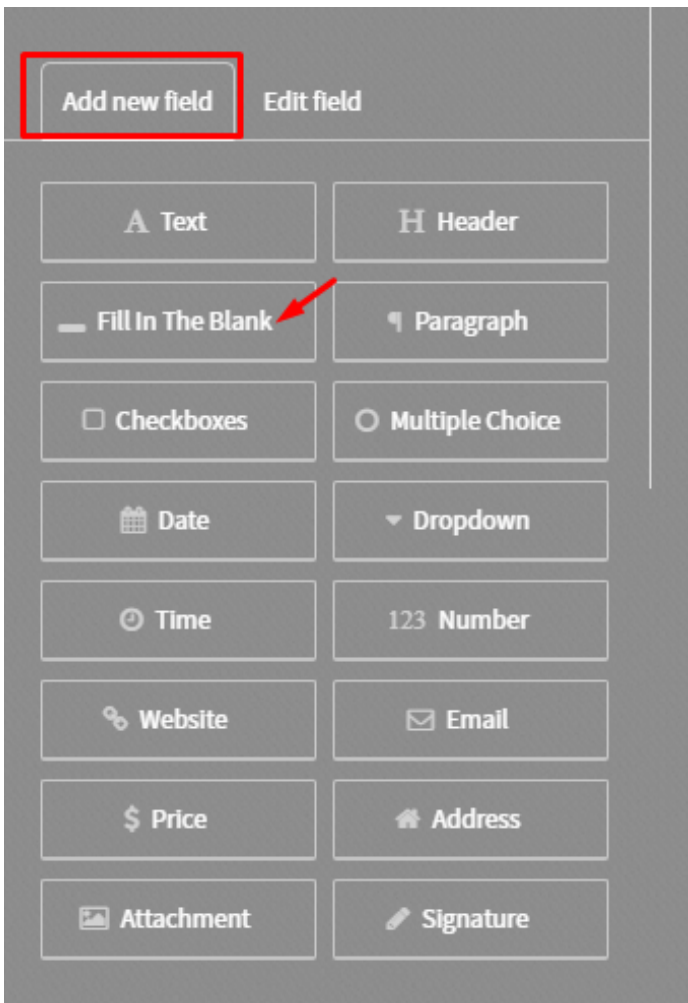 Add new field Edit field
A Text H Header
Fill In The Blank ¶ Paragraph
Checkboxes Multiple Choice
Date Dropdown
Time 123 Number
Website Email
$ Price Address
Attachment Signature